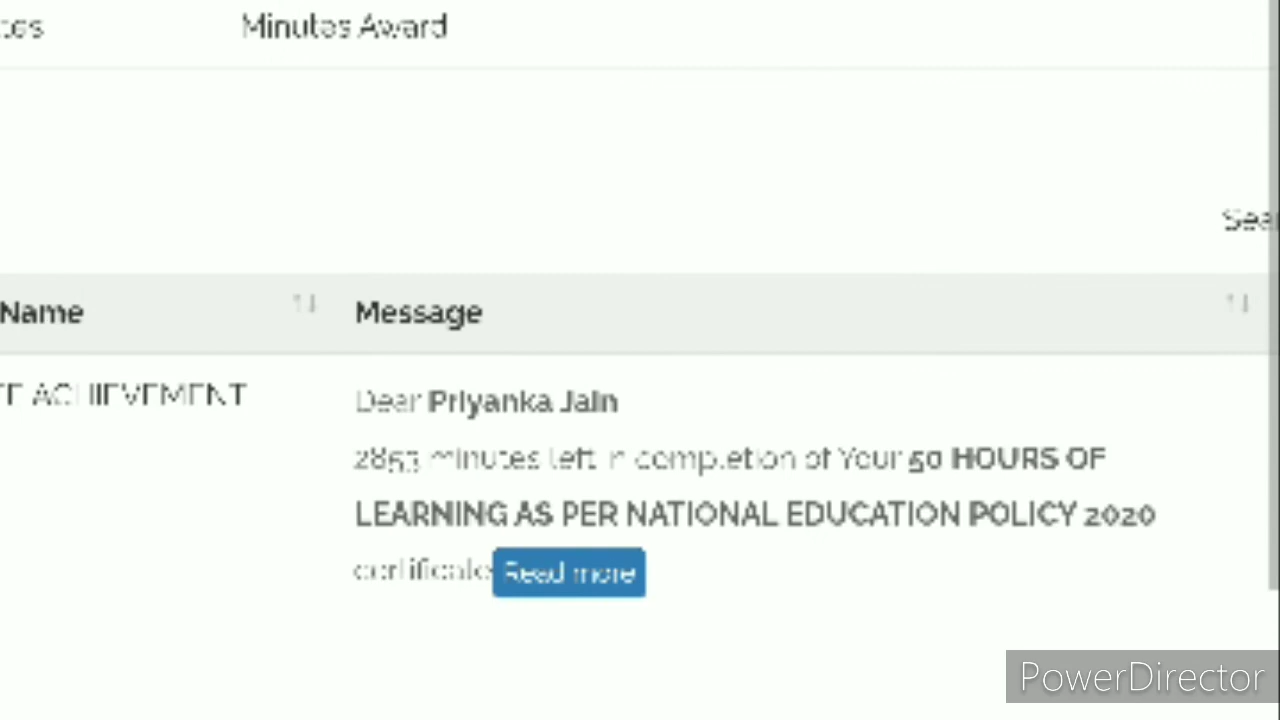 Minutes Award
Name
Message
ACHIEVEMENT
Dear Priyanka Jain
2853 minutes left in completion of Your 50 HOURS OF
LEARNING AS PER NATIONAL EDUCATION POLICY 2020
certificate Read more
PowerDirector